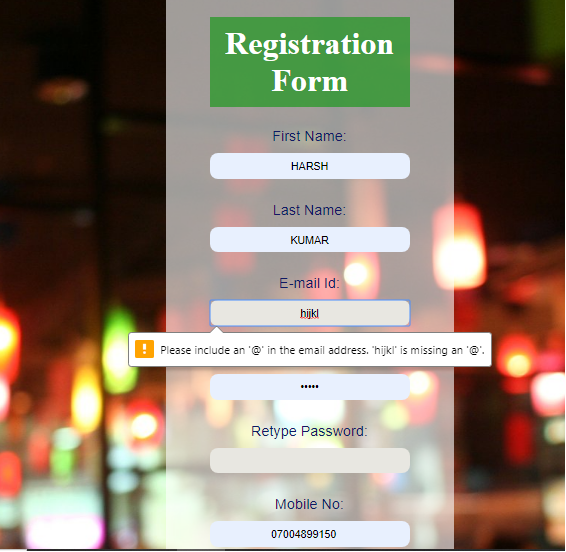 Registration
Form
First Name:
HARSH
Last Name:
KUMAR
E-mail Id:
hijkl
Please include an '@' in the email address. 'hijkl' is missing an '@'.
•••••
Retype Password:
Mobile No:
07004899150